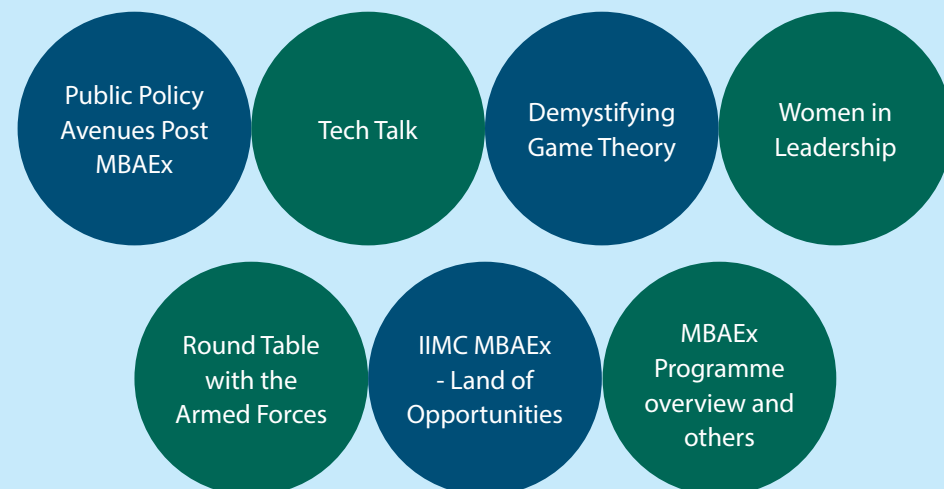 Public Policy
Avenues Post
MBAEx
Tech Talk
Demystifying
Game Theory
Women in
Leadership
Round Table
with the
Armed Forces
IIMC MBAEx
- Land of
Opportunities
MBAEx
Programme
overview and
others